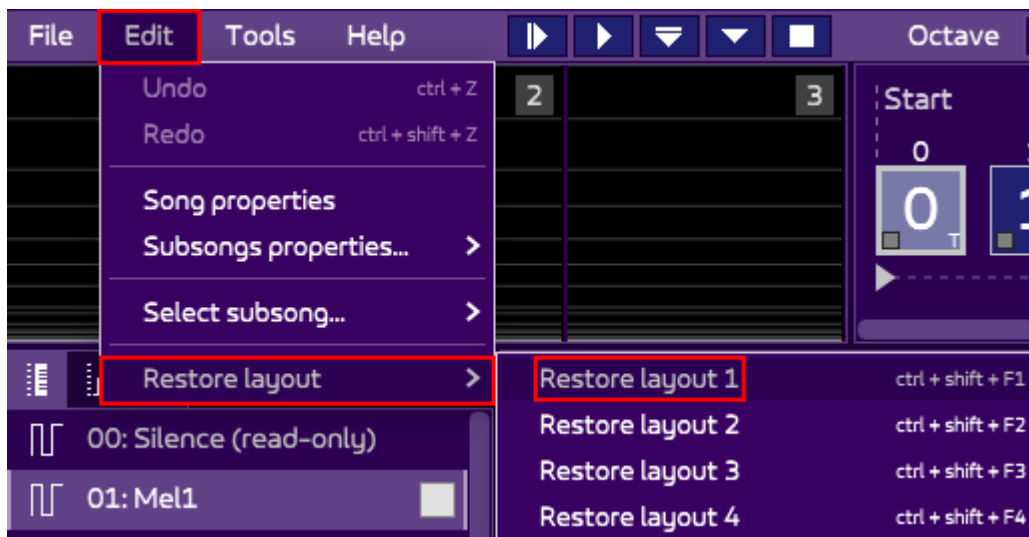 File Edit Tools Help Octave
Undo ctrl + Z
Redo ctrl + shift + Z
Song properties
Subsongs properties... >
Select subsong... >
Restore layout >
2 3
Start
0
0
T
Restore layout 1 ctrl + shift + F1
Restore layout 2 ctrl + shift + F2
Restore layout 3 ctrl + shift + F3
Restore layout 4 ctrl + shift + F4
00: Silence (read-only)
01: Mel1